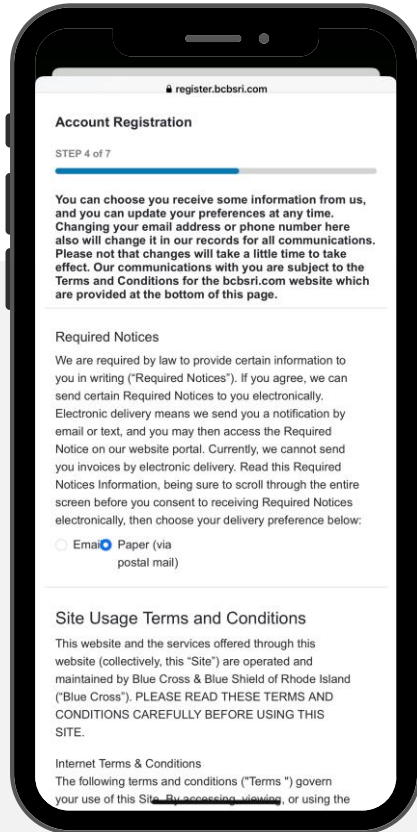 register.bcbsri.com
Account Registration
STEP 4 of 7
You can choose you receive some information from us,
and you can update your preferences at any time.
Changing your email address or phone number here
also will change it in our records for all communications.
Please not that changes will take a little time to take
effect. Our communications with you are subject to the
Terms and Conditions for the bcbsri.com website which
are provided at the bottom of this page.
Required Notices
We are required by law to provide certain information to
you in writing (“Required Notices”). If you agree, we can
send certain Required Notices to you electronically.
Electronic delivery means we send you a notification by
email or text, and you may then access the Required
Notice on our website portal. Currently, we cannot send
you invoices by electronic delivery. Read this Required
Notices Information, being sure to scroll through the entire
screen before you consent to receiving Required Notices
electronically, then choose your delivery preference below:
Email Paper (via
postal mail)
Site Usage Terms and Conditions
This website and the services offered through this
website (collectively, this “Site”) are operated and
maintained by Blue Cross & Blue Shield of Rhode Island
(“Blue Cross”). PLEASE READ THESE TERMS AND
CONDITIONS CAREFULLY BEFORE USING THIS
SITE.
Internet Terms & Conditions
The following terms and conditions ("Terms ") govern
your use of this Site. By accessing, viewing, or using the